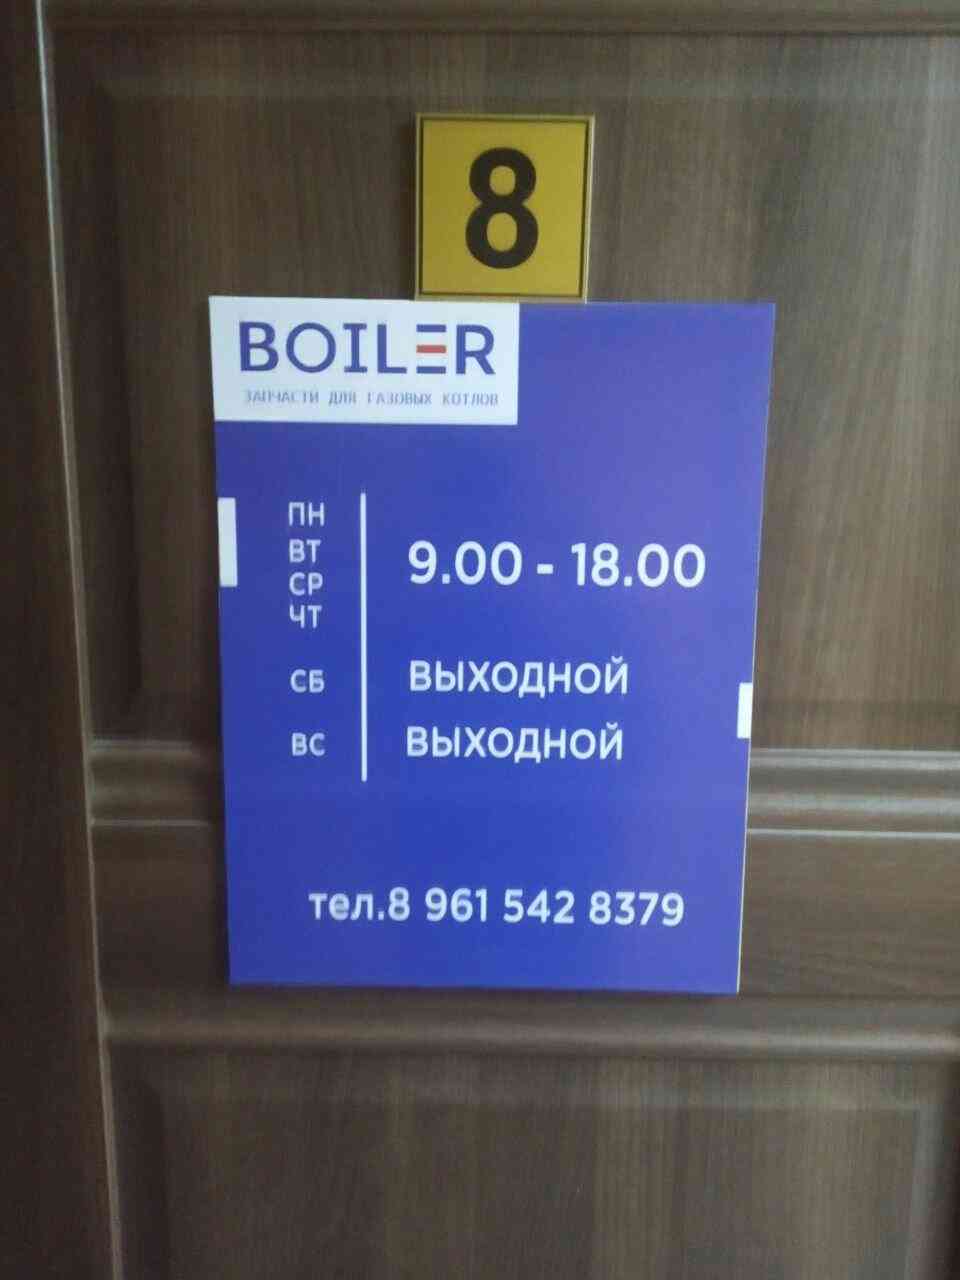 8
BOILER
ЗАПЧАСТИ ДЛЯ ГАЗОВЫХ КОТЛОВ
ПН
ВТ
СР
ЧТ
9.00 - 18.00
СБ ВЫХОДНОЙ
ВС ВЫХОДНОЙ
тел.8 961 542 8379